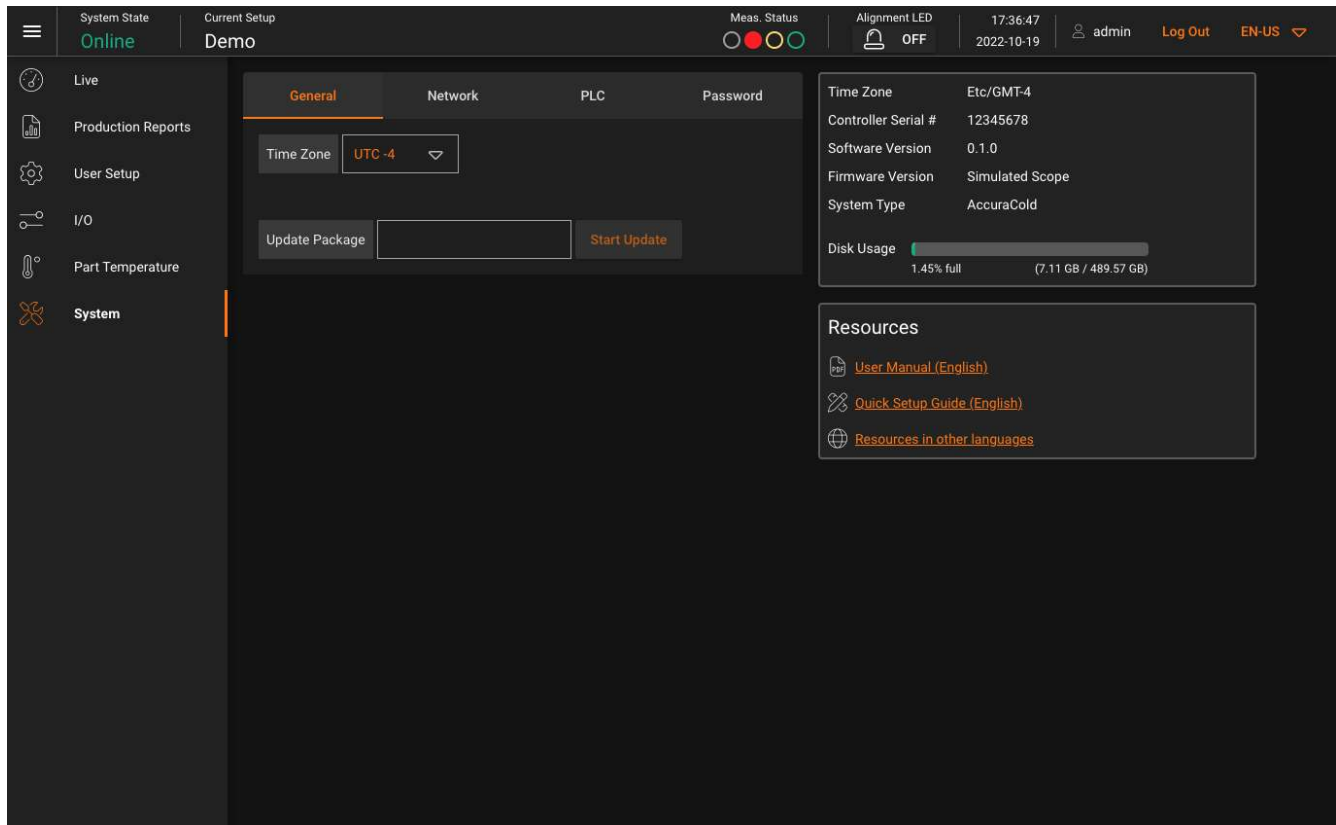 System State
Online
Current Setup
Demo
Meas. Status
Alignment LED
OFF
17:36:47
2022-10-19
admin
Log Out
EN-US
Live
Production Reports
User Setup
I/O
Part Temperature
System
General Network PLC Password
Time Zone UTC -4
Update Package Start Update
Time Zone Etc/GMT-4
Controller Serial # 12345678
Software Version 0.1.0
Firmware Version Simulated Scope
System Type AccuraCold
Disk Usage
1.45% full (7.11 GB / 489.57 GB)
Resources
PDF User Manual (English)
Quick Setup Guide (English)
Resources in other languages